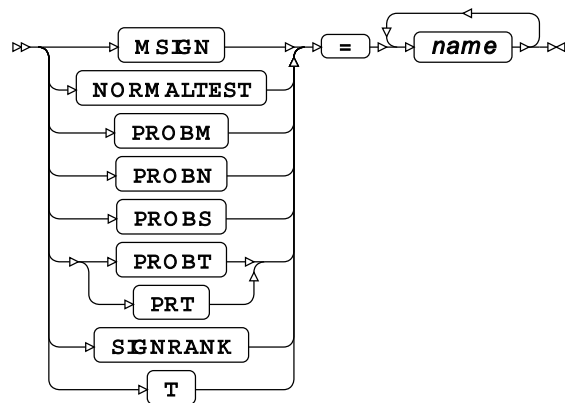 MSIGN = name
NORMALTEST
PROBM
PROBN
PROBS
PROBT
PRT
SIGNRANK
T